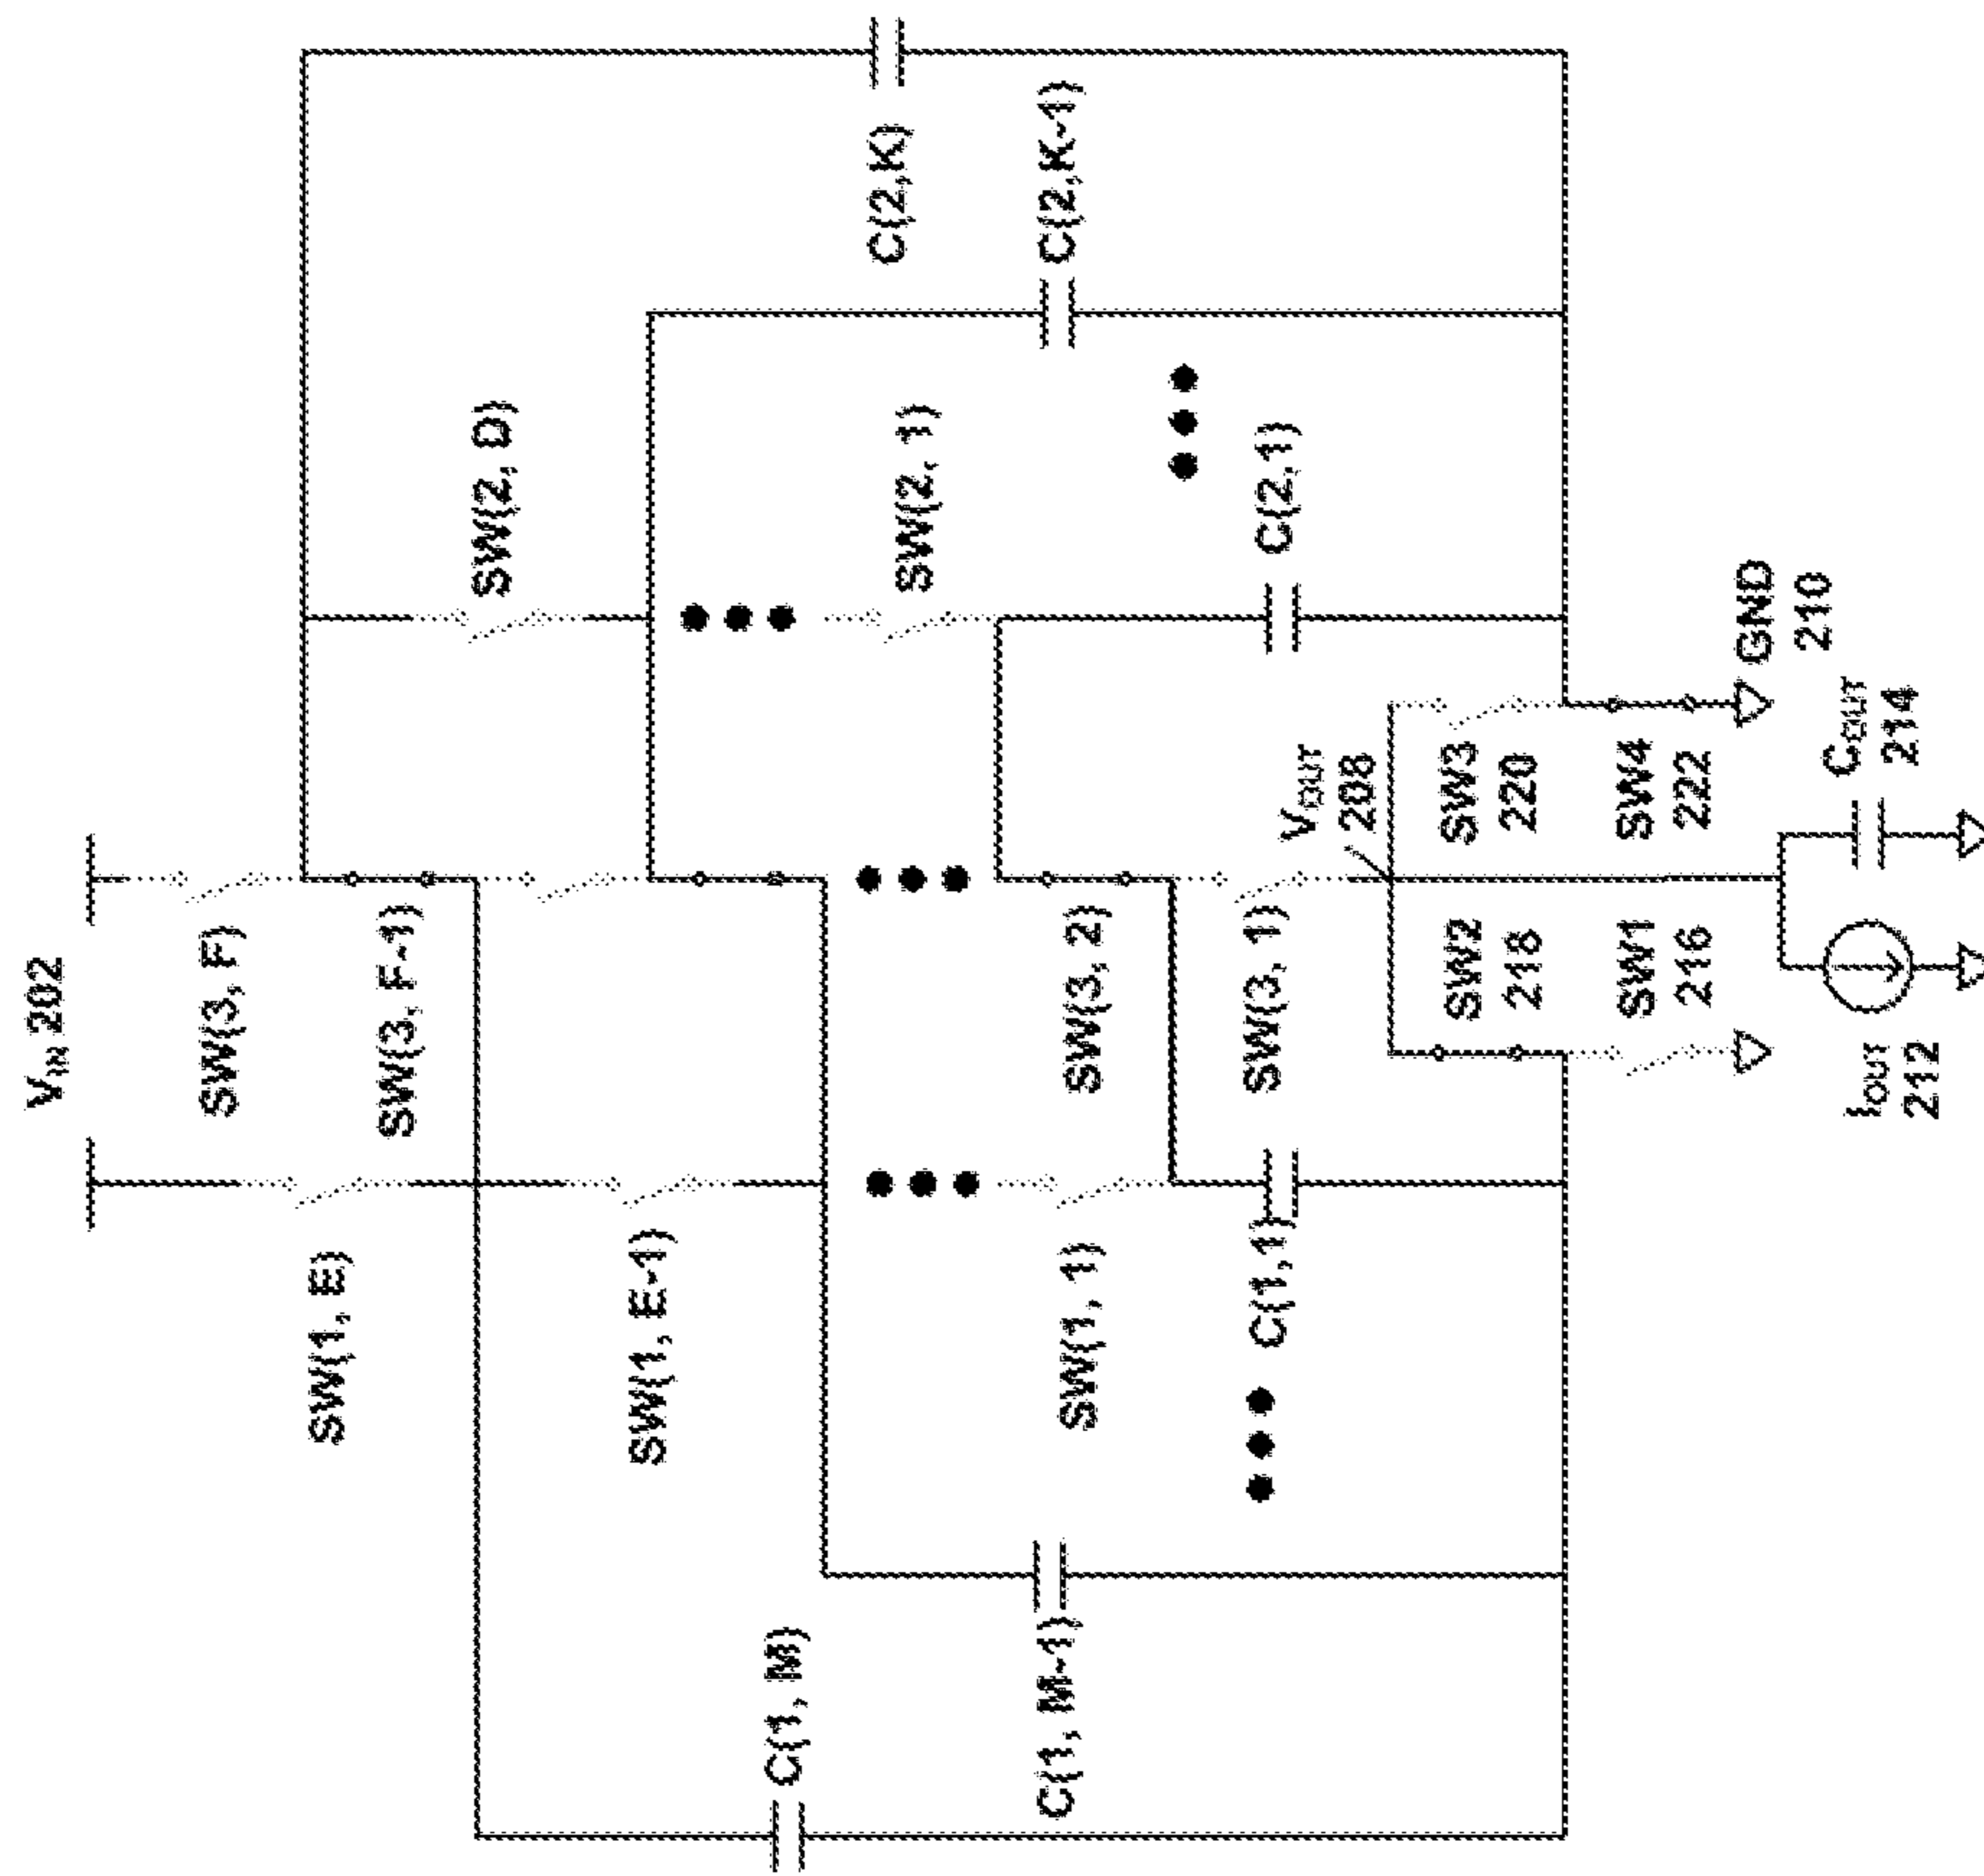 V_IN 202
SW(3, F)
SW(3, F-1)
SW(1, E)
SW(1, E-1)
SW(2, D)
SW(2, 1)
C(2,K)
C(2,K-1)
C(1, M)
C(1, M-1)
SW(1, 1)
C(1,1)
SW(3, 2)
SW(3, 1)
C(2,1)
V_OUT
208
SW2
218
SW1
216
SW3
220
SW4
222
GND
210
I_OUT
212
C_OUT
214